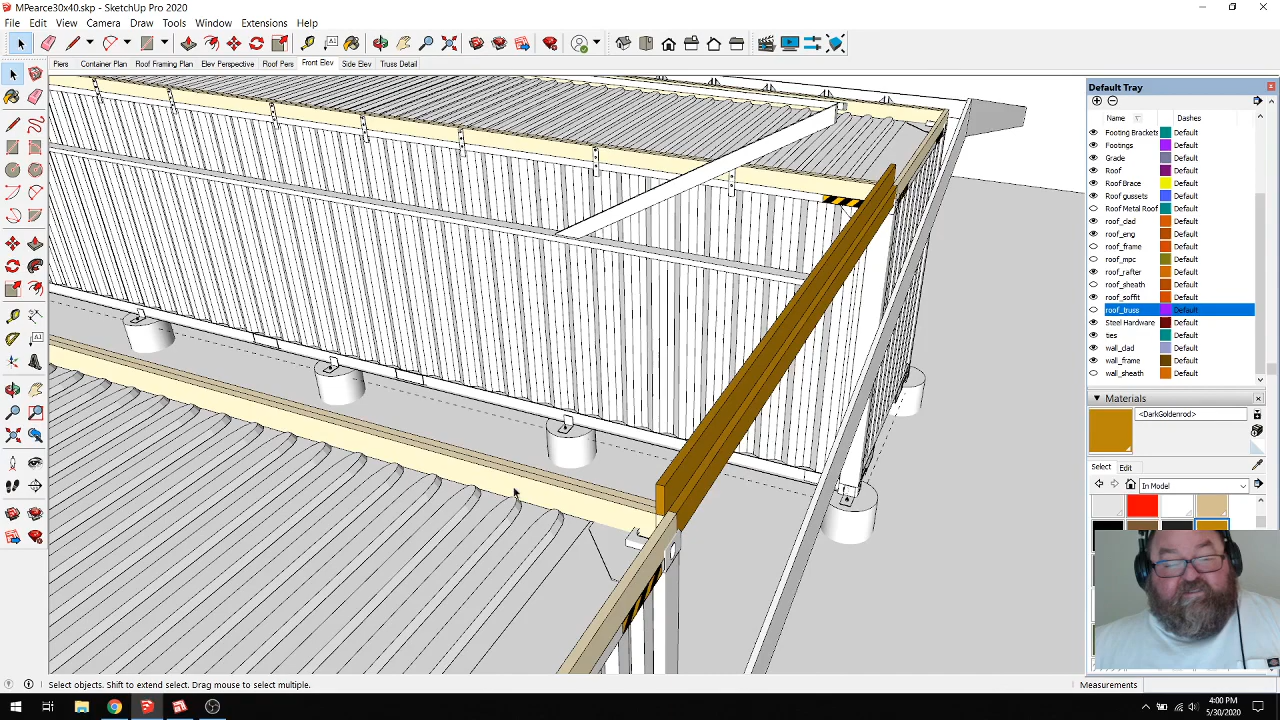 MPearce30x40.skp - SketchUp Pro 2020
File Edit View Camera Draw Tools Window Extensions Help
Piers Container Plan Roof Framing Plan Elev Perspective Roof Pers Front Elev Side Elev Truss Detail
Default Tray
Name Dashes
Footing Brackets Default
Footings Default
Grade Default
Roof Default
Roof Brace Default
Roof gussets Default
Roof Metal Roof Default
roof_clad Default
roof_eng Default
roof_frame Default
roof_mpc Default
roof_rafter Default
roof_sheath Default
roof_soffit Default
roof_truss Default
Steel Hardware Default
ties Default
wall_clad Default
wall_frame Default
wall_sheath Default
Materials
<DarkGoldenrod>
Select Edit
In Model
Select objects. Shift to extend select. Drag mouse to select multiple.
Measurements
4:00 PM
5/30/2020